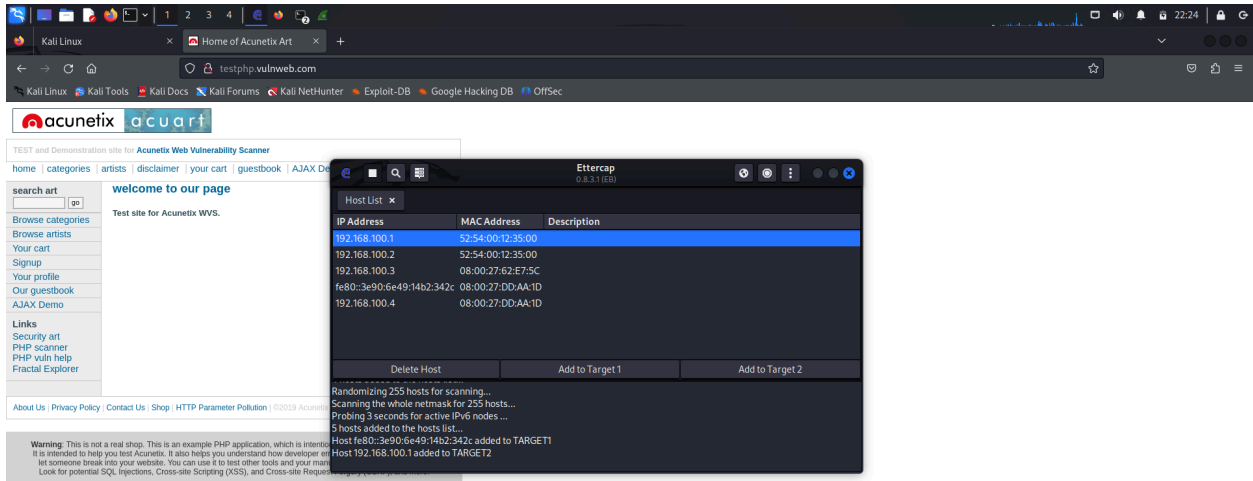 1 2 3 4
22:24
Kali Linux
Home of Acunetix Art
testphp.vulnweb.com
Kali Linux Kali Tools Kali Docs Kali Forums Kali NetHunter Exploit-DB Google Hacking DB OffSec
acunetix acuart
TEST and Demonstration site for Acunetix Web Vulnerability Scanner
home | categories | artists | disclaimer | your cart | guestbook | AJAX De
search art
go
Browse categories
Browse artists
Your cart
Signup
Your profile
Our guestbook
AJAX Demo
Links
Security art
PHP scanner
PHP vuln help
Fractal Explorer
welcome to our page
Test site for Acunetix WVS.
About Us | Privacy Policy | Contact Us | Shop | HTTP Parameter Pollution | ©2019 Acunetix
Warning: This is not a real shop. This is an example PHP application, which is intentio
It is intended to help you test Acunetix. It also helps you understand how developer er
let someone break into your website. You can use it to test other tools and your man
Look for potential SQL Injections, Cross-site Scripting (XSS), and Cross-site Reques
Ettercap
0.8.3.1 (EB)
Host List
IP Address MAC Address Description
192.168.100.1 52:54:00:12:35:00
192.168.100.2 52:54:00:12:35:00
192.168.100.3 08:00:27:62:E7:5C
fe80::3e90:6e49:14b2:342c 08:00:27:DD:AA:1D
192.168.100.4 08:00:27:DD:AA:1D
Delete Host Add to Target 1 Add to Target 2
Randomizing 255 hosts for scanning...
Scanning the whole netmask for 255 hosts...
Probing 3 seconds for active IPv6 nodes ...
5 hosts added to the hosts list...
Host fe80::3e90:6e49:14b2:342c added to TARGET1
Host 192.168.100.1 added to TARGET2